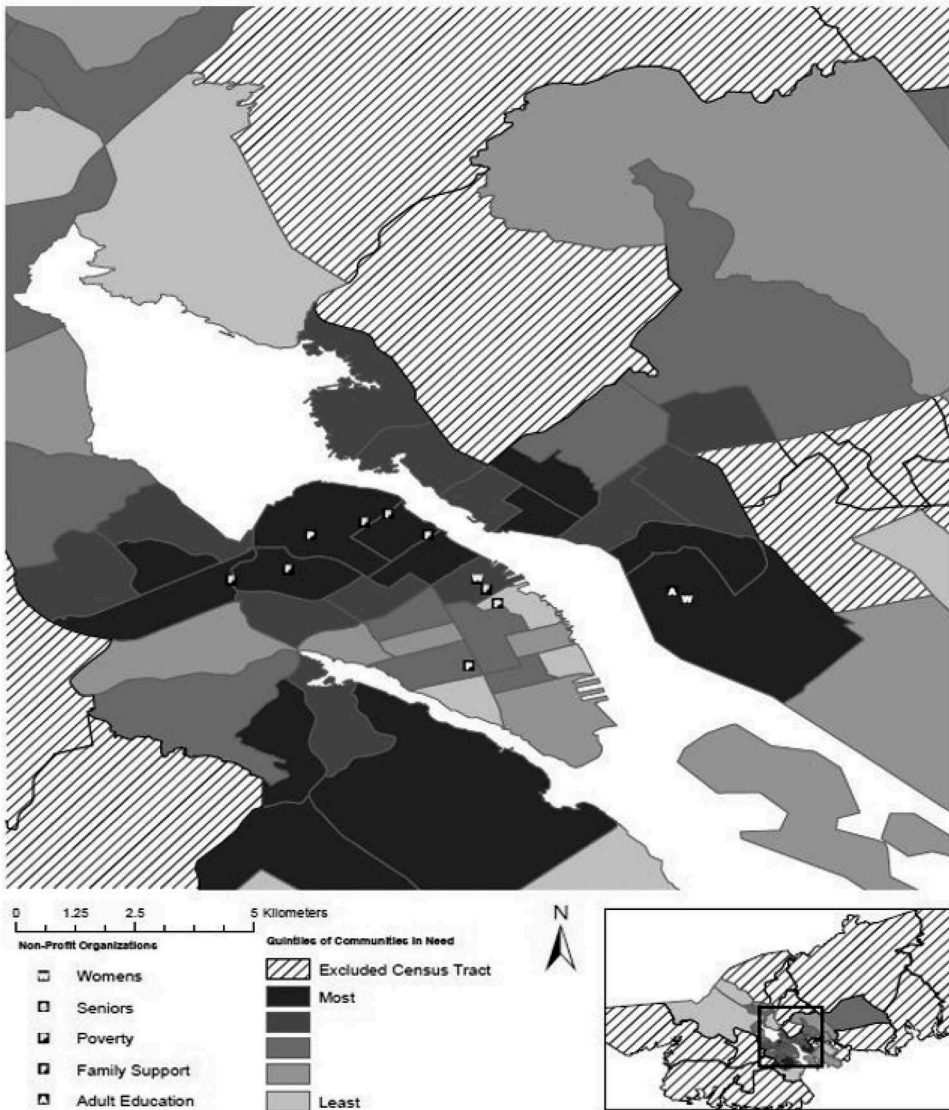 W
A
W
0 1.25 2.5 5 Kilometers
N
Non-Profit Organizations
Womens
Seniors
Poverty
Family Support
A Adult Education
Quintiles of Communities in Need
Excluded Census Tract
Most
Least